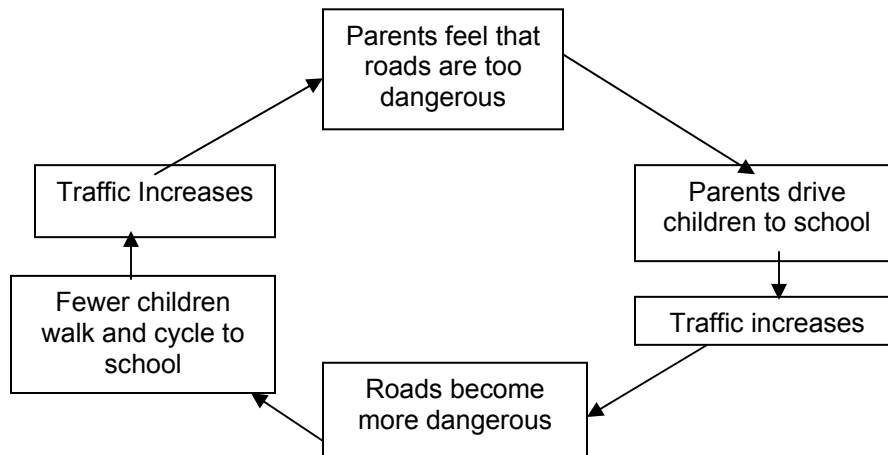 Parents feel that
roads are too
dangerous
Parents drive
children to school
Traffic increases
Roads become
more dangerous
Fewer children
walk and cycle to
school
Traffic Increases